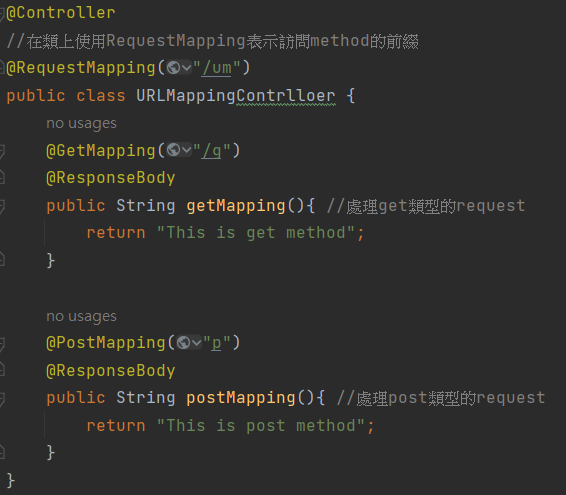 @Controller
//在類上使用RequestMapping表示訪問method的前綴
@RequestMapping("/um")
public class URLMappingContrlloer {
no usages
@GetMapping("/g")
@ResponseBody
public String getMapping(){ //處理get類型的request
return "This is get method";
}
no usages
@PostMapping("p")
@ResponseBody
public String postMapping(){ //處理post類型的request
return "This is post method";
}
}